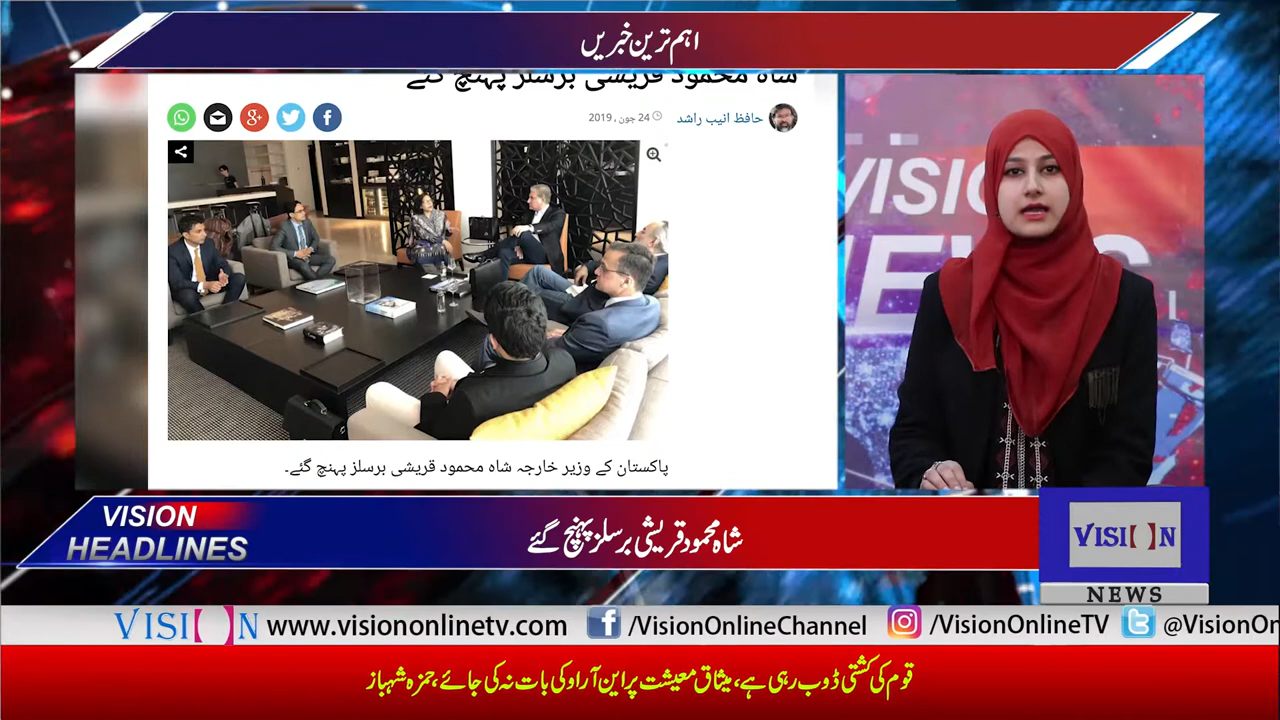 اہم ترین خبریں
شاہ محمود قریشی برسلز پہنچ گئے
حافظ انیب راشد
24 جون ، 2019
پاکستان کے وزیر خارجہ شاہ محمود قریشی برسلز پہنچ گئے۔
VISION
HEADLINES
شاہ محمود قریشی برسلز پہنچ گئے
VISION
NEWS
VISION www.visiononlinetv.com /VisionOnlineChannel /VisionOnlineTV @VisionOn
قوم کی کشتی ڈوب رہی ہے، میثاق معیشت پر این آر او کی بات نہ کی جائے، حمزہ شہباز